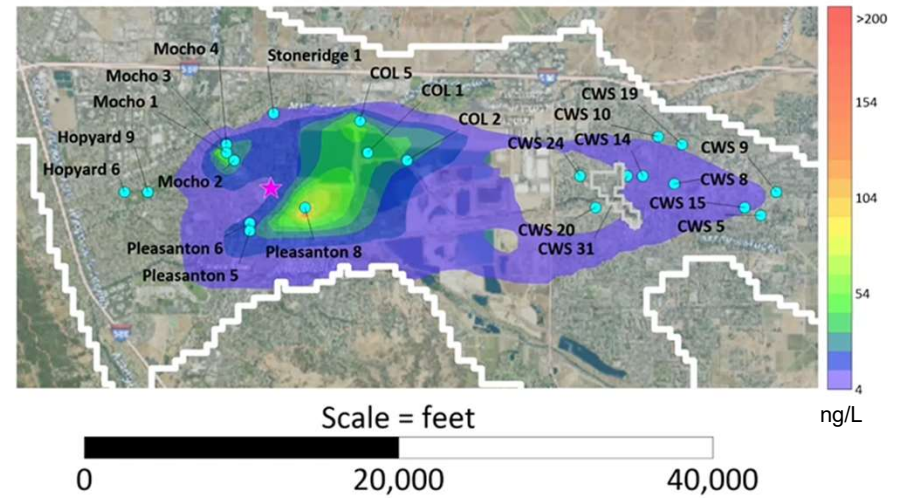 >200
Mocho 4
Stoneridge 1
Mocho 3
COL 5
Mocho 1
COL 1
CWS 19
154
CWS 10
COL 2
Hopyard 9
CWS 24
CWS 14
CWS 9
Hopyard 6
Mocho 2
CWS 8
104
CWS 15
CWS 5
CWS 20
Pleasanton 6
Pleasanton 8
CWS 31
Pleasanton 5
54
4
ng/L
Scale = feet
0
20,000
40,000